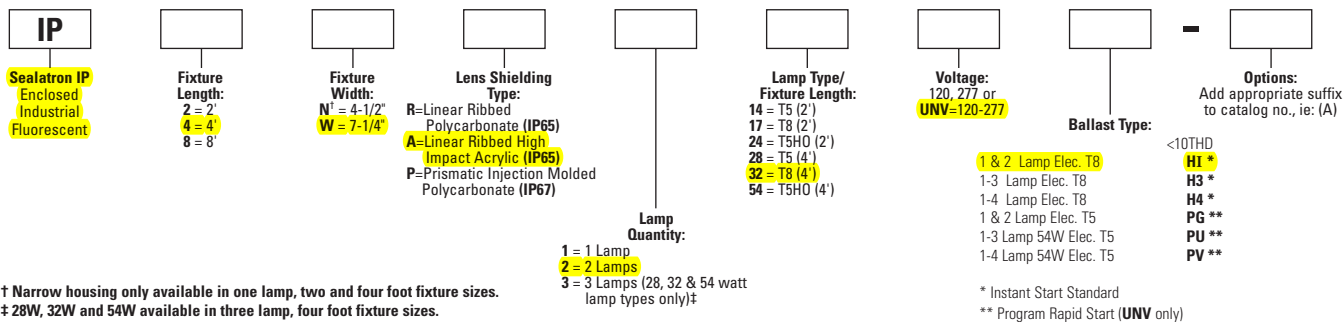 IP
-
Sealatron IP
Enclosed
Industrial
Fluorescent
Fixture
Length:
2 = 2'
4 = 4'
8 = 8'
Fixture
Width:
N† = 4-1/2"
W = 7-1/4"
Lens Shielding
Type:
R=Linear Ribbed
Polycarbonate (IP65)
A=Linear Ribbed High
Impact Acrylic (IP65)
P=Prismatic Injection Molded
Polycarbonate (IP67)
Lamp
Quantity:
1 = 1 Lamp
2 = 2 Lamps
3 = 3 Lamps (28, 32 & 54 watt
lamp types only)‡
Lamp Type/
Fixture Length:
14 = T5 (2')
17 = T8 (2')
24 = T5HO (2')
28 = T5 (4')
32 = T8 (4')
54 = T5HO (4')
Voltage:
120, 277 or
UNV=120-277
Ballast Type:
<10THD
1 & 2 Lamp Elec. T8 HI *
1-3 Lamp Elec. T8 H3 *
1-4 Lamp Elec. T8 H4 *
1 & 2 Lamp Elec. T5 PG **
1-3 Lamp 54W Elec. T5 PU **
1-4 Lamp 54W Elec. T5 PV **
* Instant Start Standard
** Program Rapid Start (UNV only)
Options:
Add appropriate suffix
to catalog no., ie: (A)
† Narrow housing only available in one lamp, two and four foot fixture sizes.
‡ 28W, 32W and 54W available in three lamp, four foot fixture sizes.